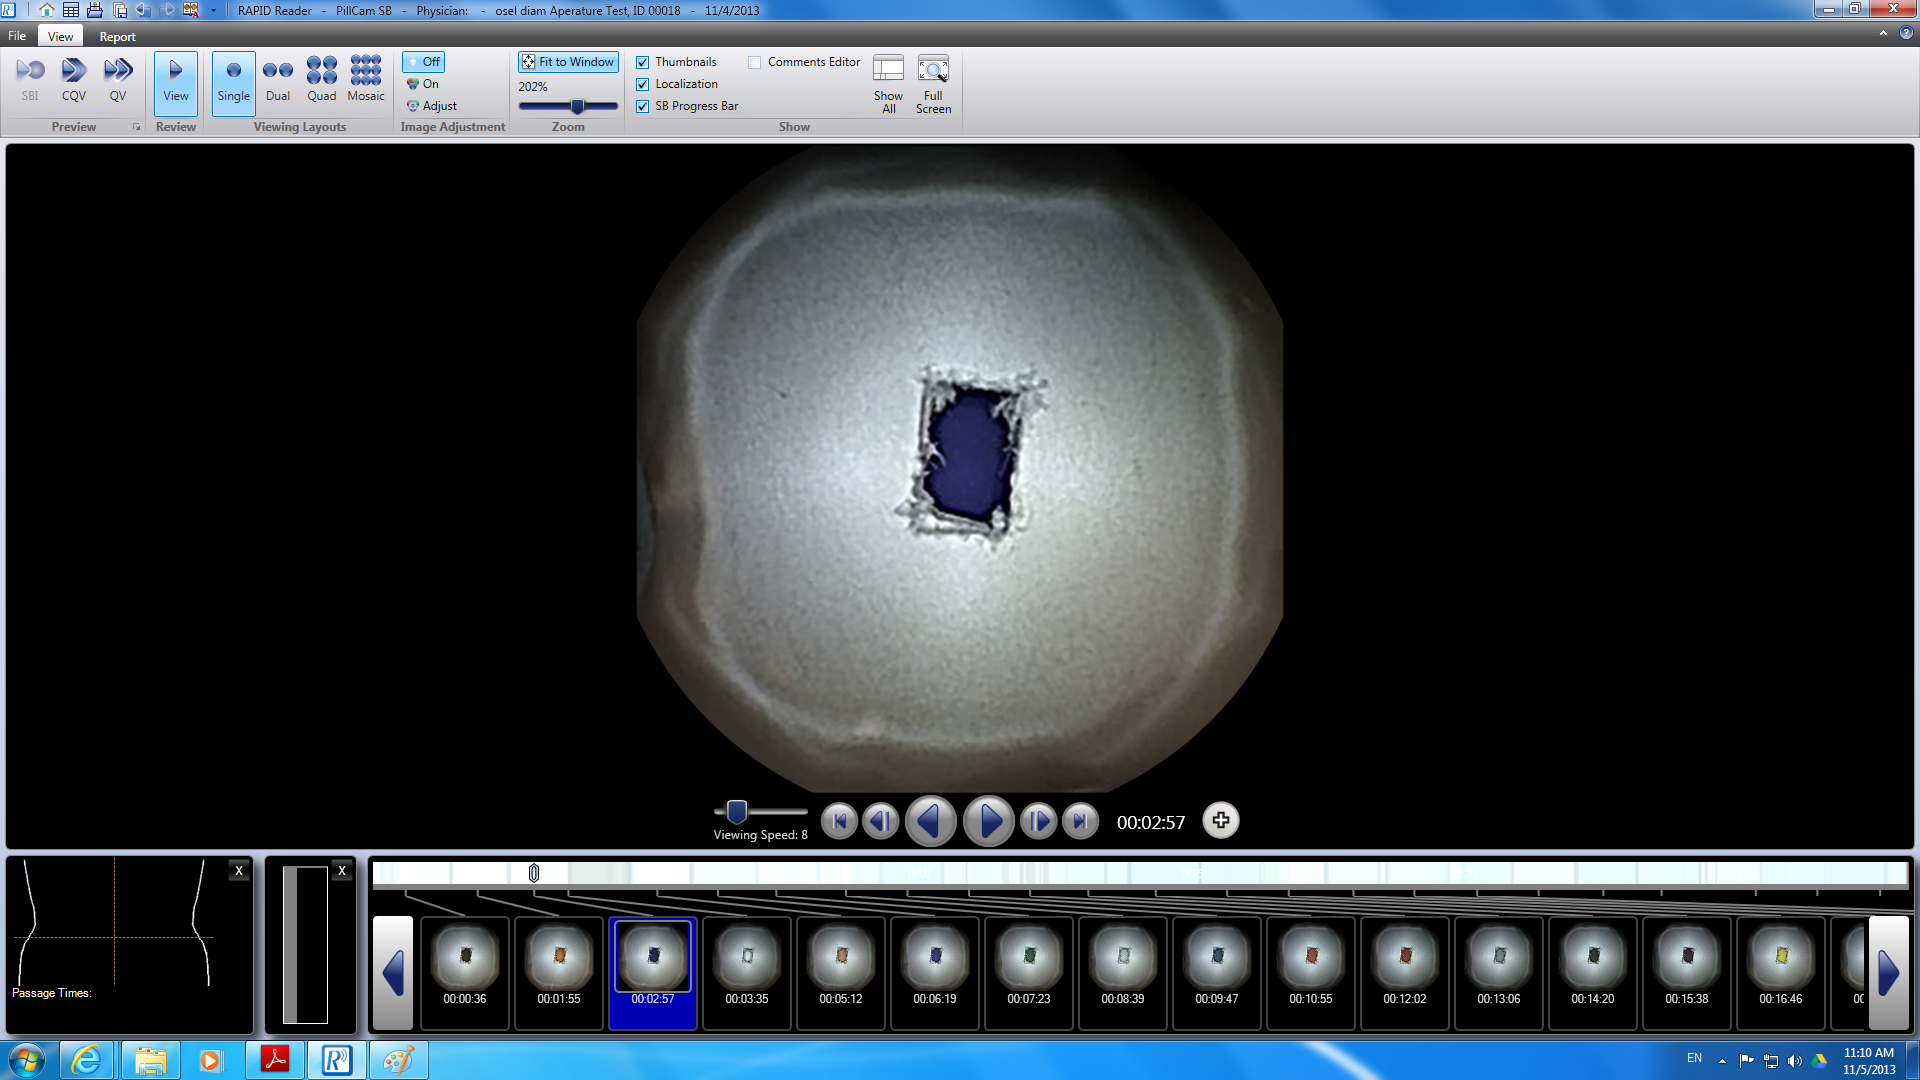 RAPID Reader - PillCam SB - Physician: - osel diam Aperature Test, ID 00018 - 11/4/2013
File View Report
SBI CQV QV
Preview
View
Review
Single Dual Quad Mosaic
Viewing Layouts
Off
On
Adjust
Image Adjustment
Fit to Window
202%
Zoom
Thumbnails
Localization
SB Progress Bar
Comments Editor
Show All
Full Screen
Show
Viewing Speed: 8
00:02:57
X
Passage Times:
X
00:00:36 00:01:55 00:02:57 00:03:35 00:05:12 00:06:19 00:07:23 00:08:39 00:09:47 00:10:55 00:12:02 00:13:06 00:14:20 00:15:38 00:16:46 00
EN
11:10 AM
11/5/2013